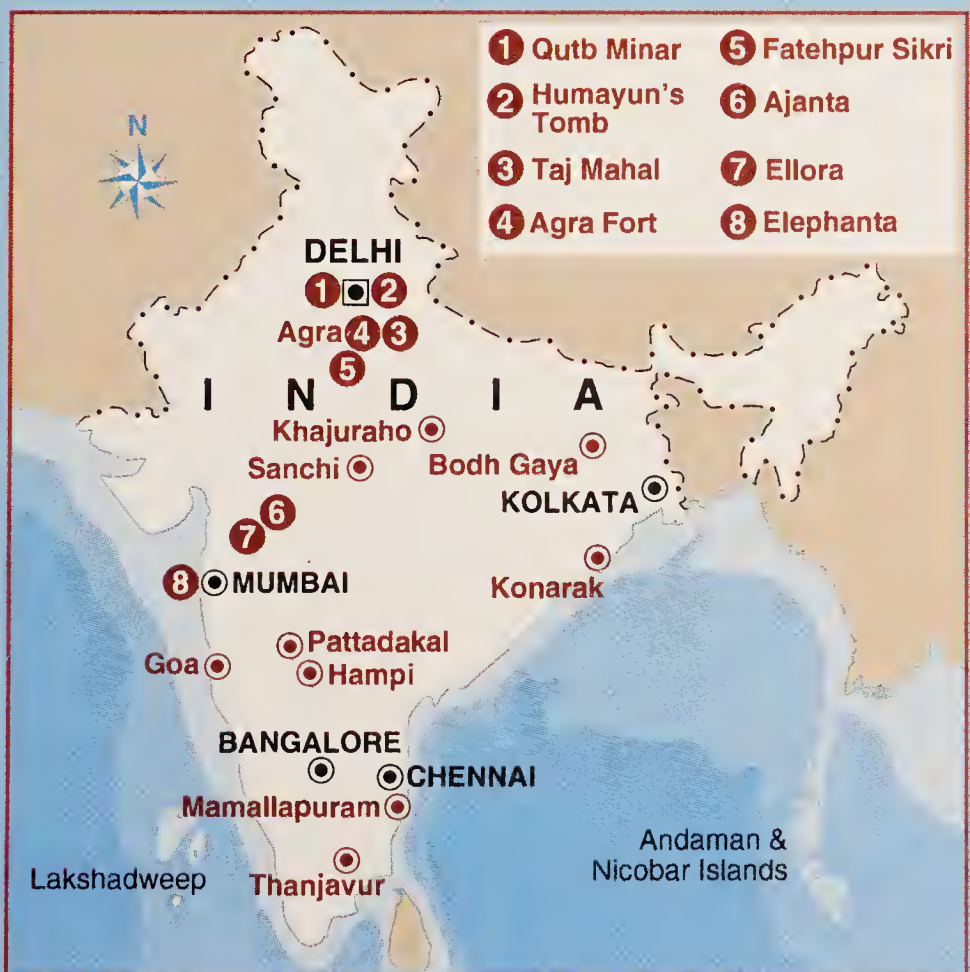 1 Qutb Minar
2 Humayun's
Tomb
3 Taj Mahal
4 Agra Fort
5 Fatehpur Sikri
6 Ajanta
7 Ellora
8 Elephanta
N
DELHI
1 2
Agra 4 3
5
INDIA
Khajuraho
Sanchi
Bodh Gaya
KOLKATA
6
7
8 MUMBAI
Konarak
Pattadakal
Goa
Hampi
BANGALORE
CHENNAI
Mamallapuram
Andaman &
Nicobar Islands
Lakshadweep
Thanjavur